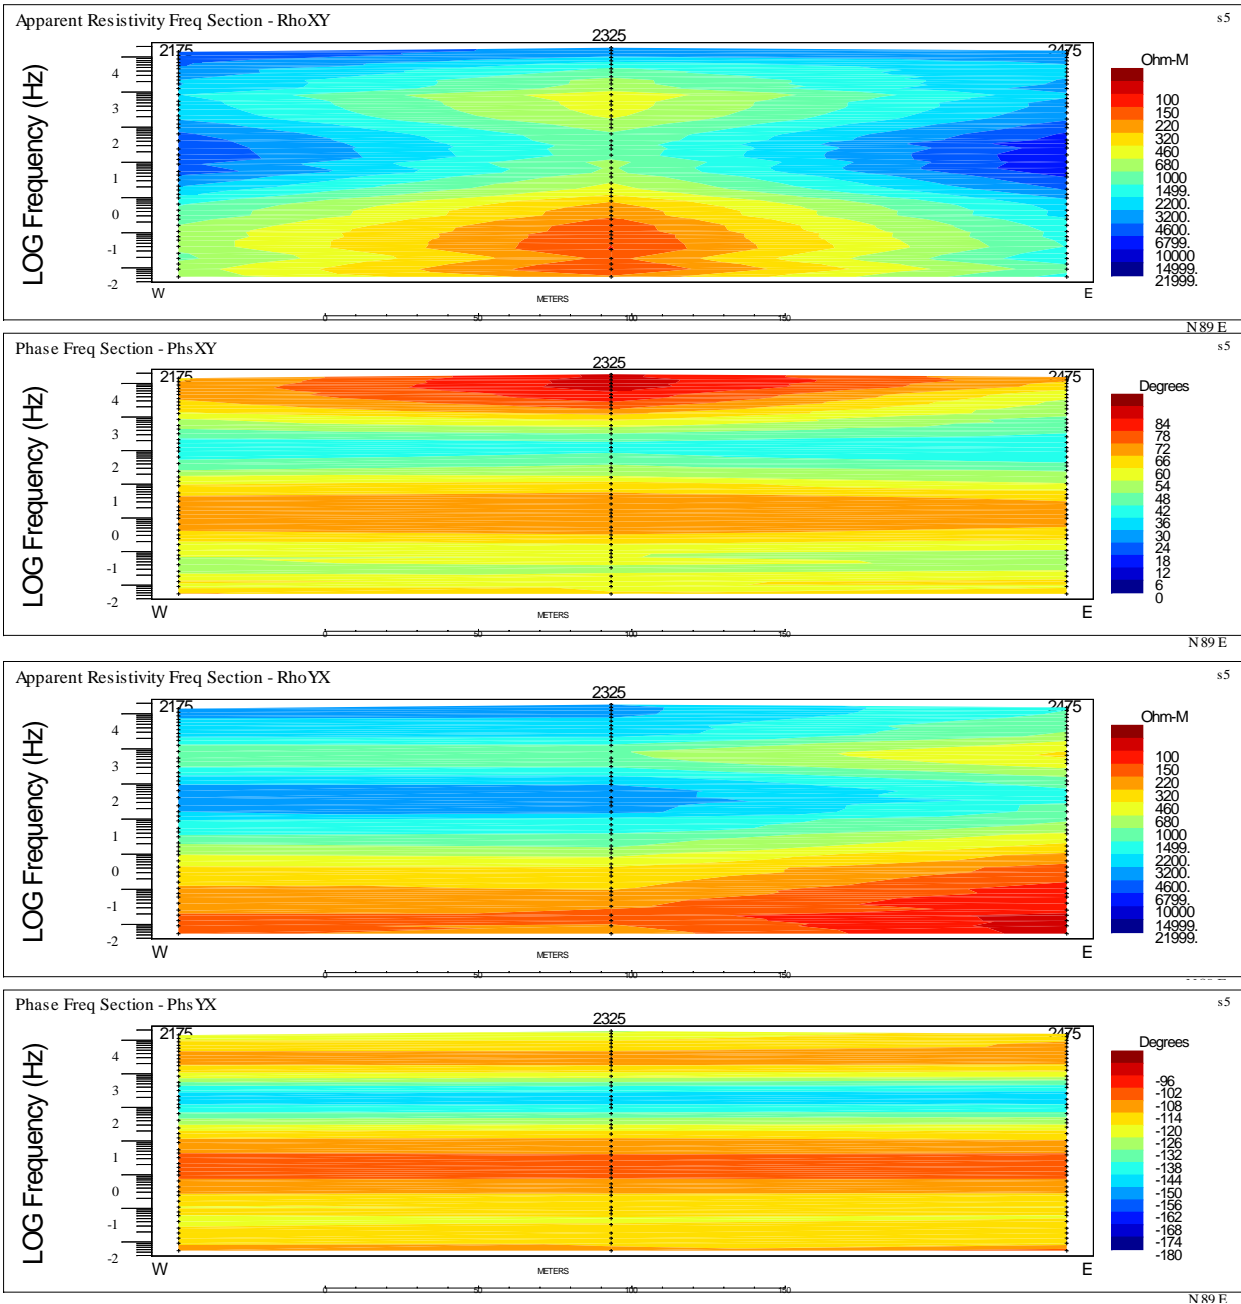 Apparent Resistivity Freq Section - RhoXY s5
2175 2325 2475
LOG Frequency (Hz)
4
3
2
1
0
-1
-2
W E
METERS
0 50 100 150
Ohm-M
100
150
220
320
460
680
1000
1499.
2200.
3200.
4600.
6799.
10000
14999.
21999.
N 89 E
Phase Freq Section - PhsXY s5
2175 2325 2475
LOG Frequency (Hz)
4
3
2
1
0
-1
-2
W E
METERS
0 50 100 150
Degrees
84
78
72
66
60
54
48
42
36
30
24
18
12
6
0
N 89 E
Apparent Resistivity Freq Section - RhoYX s5
2175 2325 2475
LOG Frequency (Hz)
4
3
2
1
0
-1
-2
W E
METERS
0 50 100 150
Ohm-M
100
150
220
320
460
680
1000
1499.
2200.
3200.
4600.
6799.
10000
14999.
21999.
Phase Freq Section - PhsYX s5
2175 2325 2475
LOG Frequency (Hz)
4
3
2
1
0
-1
-2
W E
METERS
0 50 100 150
Degrees
-96
-102
-108
-114
-120
-126
-132
-138
-144
-150
-156
-162
-168
-174
-180
N 89 E